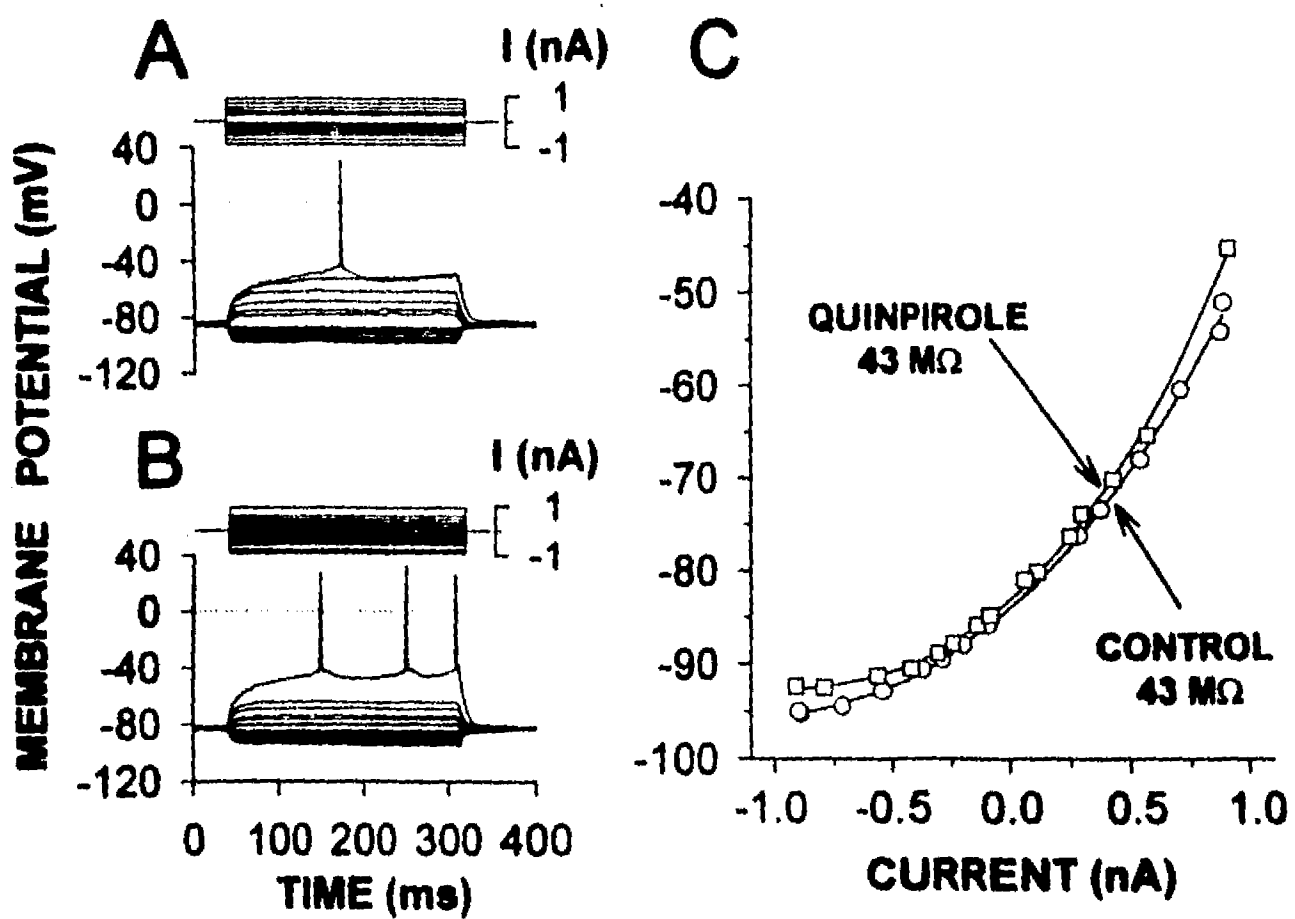 A
I (nA)
1
-1
C
MEMBRANE POTENTIAL (mV)
40
0
-40
-80
-120
B
I (nA)
1
-1
40
0
-40
-80
-120
0 100 200 300 400
TIME (ms)
-40
-50
-60
-70
-80
-90
-100
QUINPIROLE
43 MΩ
CONTROL
43 MΩ
-1.0 -0.5 0.0 0.5 1.0
CURRENT (nA)